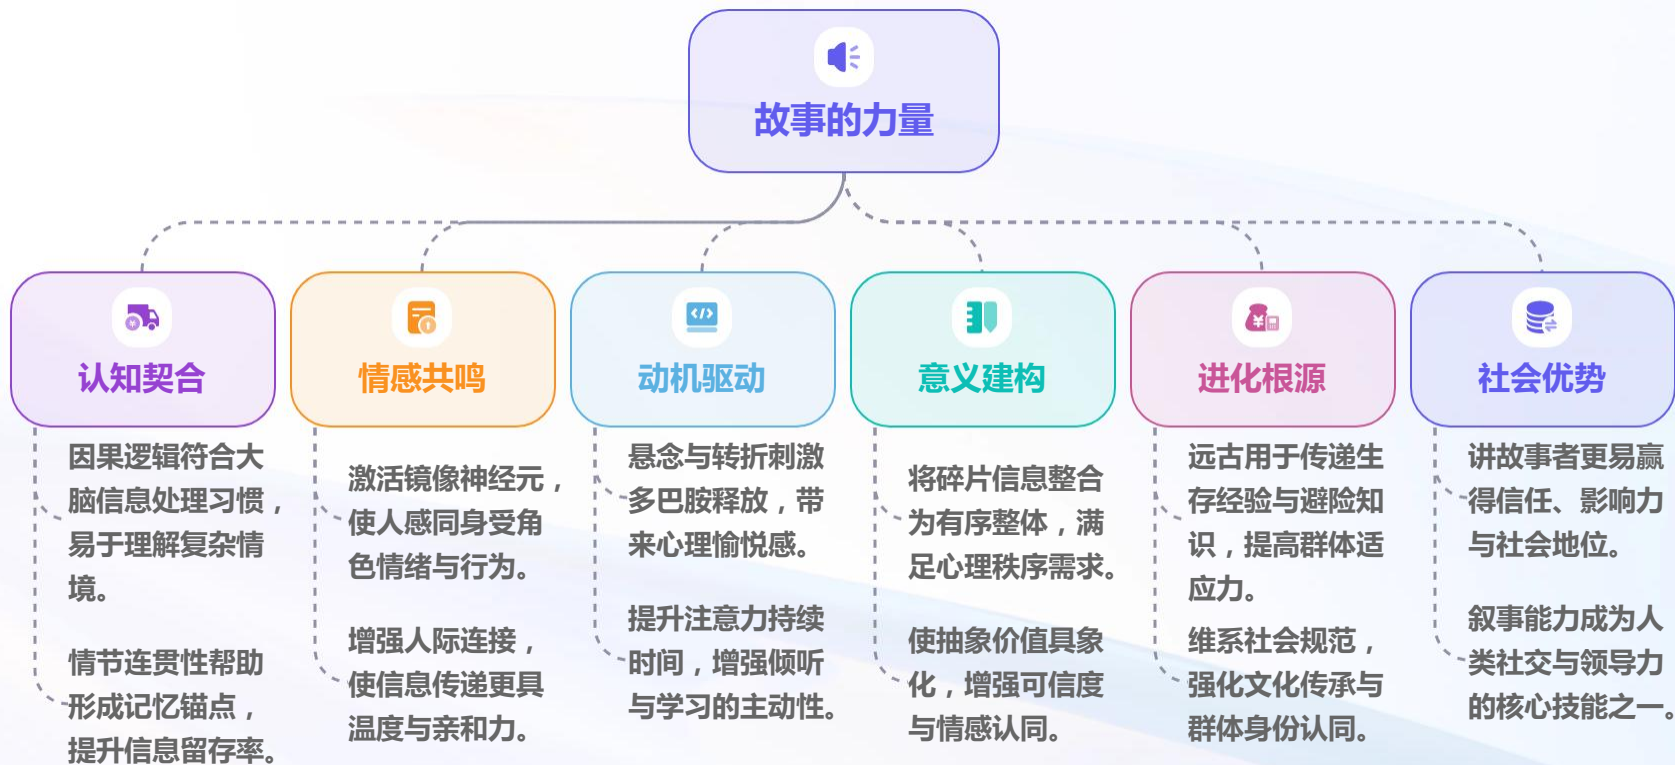 故事的力量
认知契合
因果逻辑符合大
脑信息处理习惯，
易于理解复杂情
境。
情节连贯性帮助
形成记忆锚点，
提升信息留存率。
情感共鸣
激活镜像神经元，
使人感同身受角
色情绪与行为。
增强人际连接，
使信息传递更具
温度与亲和力。
动机驱动
悬念与转折刺激
多巴胺释放，带
来心理愉悦感。
提升注意力持续
时间，增强倾听
与学习的主动性。
意义建构
将碎片信息整合
为有序整体，满
足心理秩序需求。
使抽象价值具象
化，增强可信度
与情感认同。
进化根源
远古用于传递生
存经验与避险知
识，提高群体适
应力。
维系社会规范，
强化文化传承与
群体身份认同。
社会优势
讲故事者更易赢
得信任、影响力
与社会地位。
叙事能力成为人
类社交与领导力
的核心技能之一。